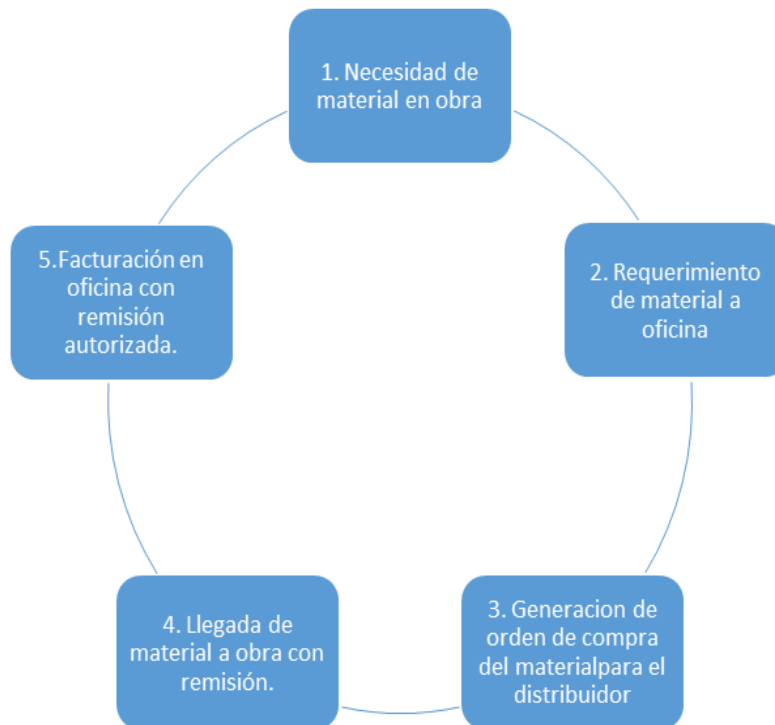 1. Necesidad de
material en obra
2. Requerimiento
de material a
oficina
3. Generacion de
orden de compra
del materialpara el
distribuidor
4. Llegada de
material a obra con
remisión.
5.Facturación en
oficina con
remisión
autorizada.